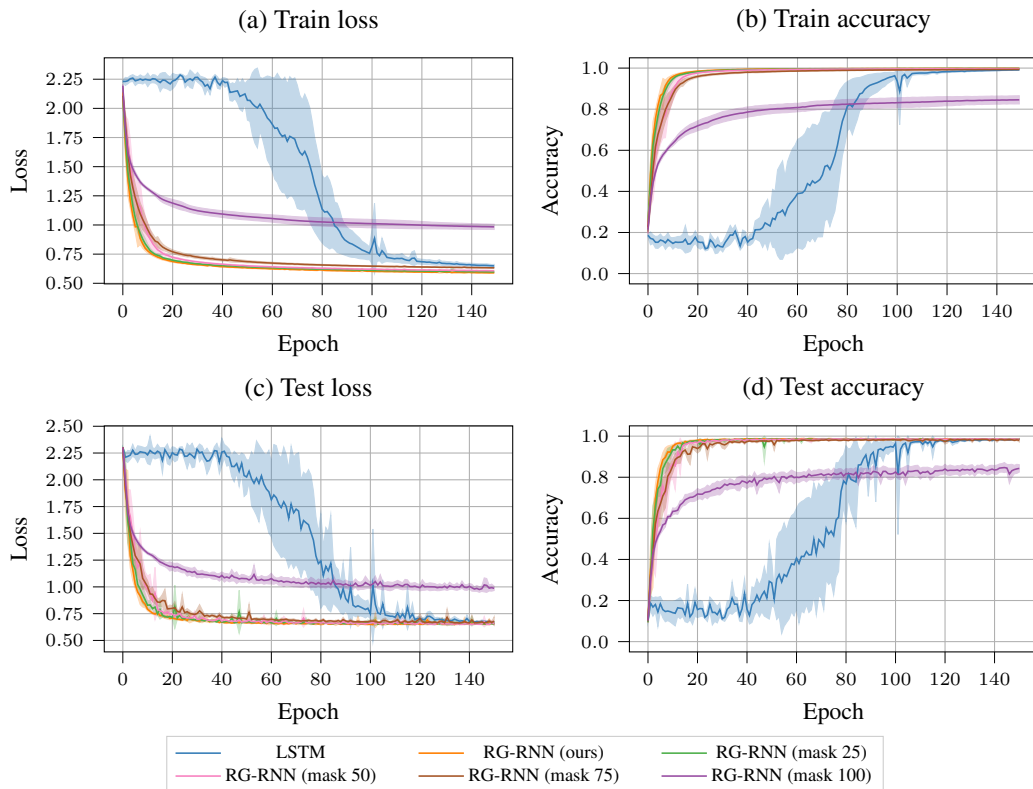 (a) Train loss
(b) Train accuracy
2.25
2.00
1.75
1.50
1.25
1.00
0.75
0.50
Loss
0 20 40 60 80 100 120 140
Epoch
1.0
0.8
0.6
0.4
0.2
0.0
Accuracy
0 20 40 60 80 100 120 140
Epoch
(c) Test loss
(d) Test accuracy
2.50
2.25
2.00
1.75
1.50
1.25
1.00
0.75
0.50
Loss
0 20 40 60 80 100 120 140
Epoch
1.0
0.8
0.6
0.4
0.2
0.0
Accuracy
0 20 40 60 80 100 120 140
Epoch
LSTM RG-RNN (ours) RG-RNN (mask 25)
RG-RNN (mask 50) RG-RNN (mask 75) RG-RNN (mask 100)